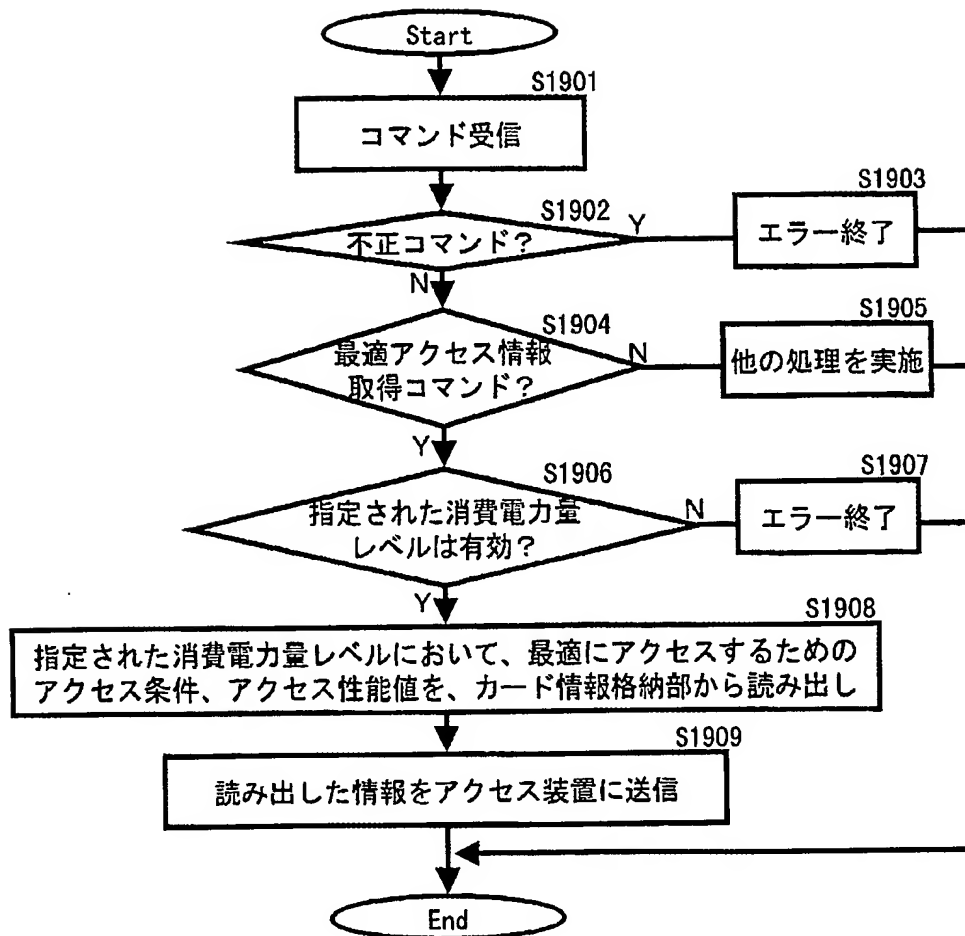 Start
S1901
コマンド受信
S1902
不正コマンド？
Y
S1903
エラー終了
N
S1904
最適アクセス情報
取得コマンド？
N
S1905
他の処理を実施
Y
S1906
指定された消費電力量
レベルは有効？
N
S1907
エラー終了
Y
S1908
指定された消費電力量レベルにおいて、最適にアクセスするための
アクセス条件、アクセス性能値を、カード情報格納部から読み出し
S1909
読み出した情報をアクセス装置に送信
End